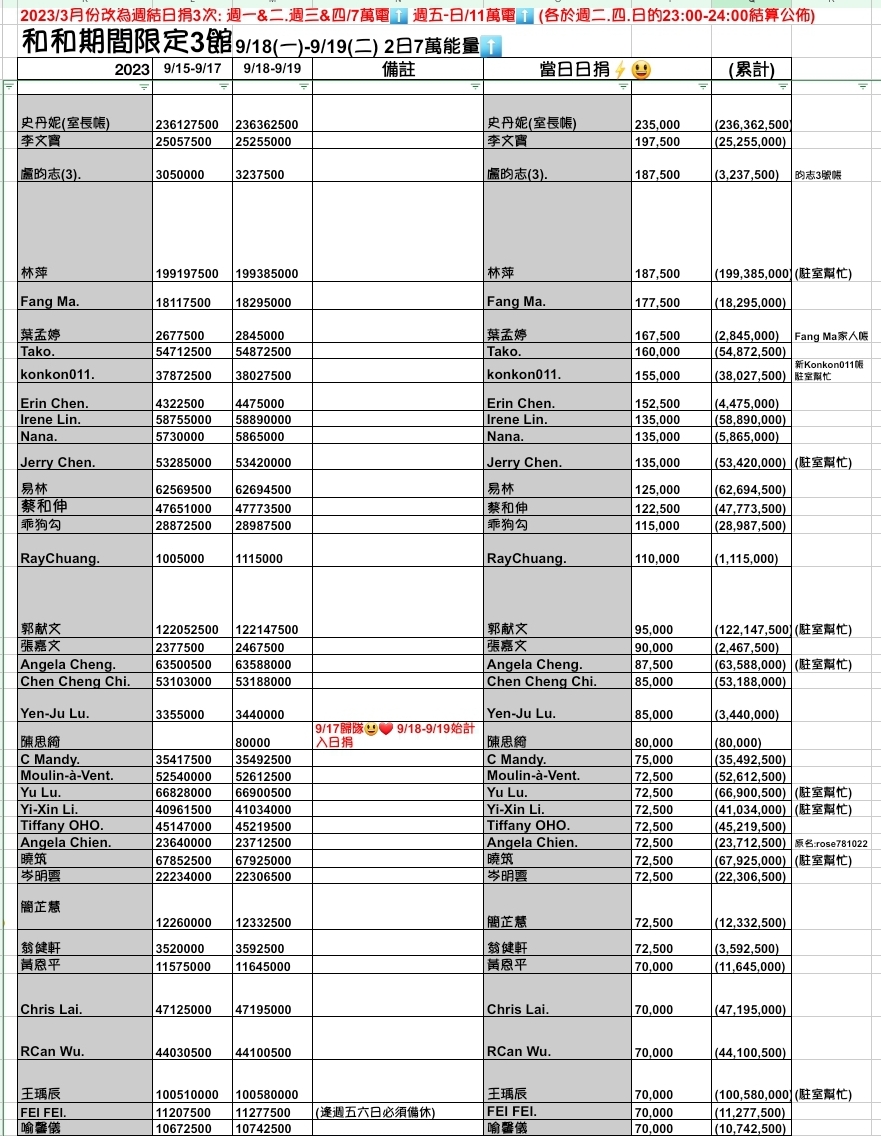 2023/3月份改為週結日捐3次: 週一&二.週三&四/7萬電⬆️ 週五-日/11萬電⬆️ (各於週二.四.日的23:00-24:00結算公佈)
和和期間限定3館9/18(一)-9/19(二) 2日7萬能量⬆️
2023 9/15-9/17 9/18-9/19 備註 當日日捐⚡😃 (累計)
史丹妮(室長帳) 236127500 236362500 史丹妮(室長帳) 235,000 (236,362,500)
李文寶 25057500 25255000 李文寶 197,500 (25,255,000)
盧昀志(3). 3050000 3237500 盧昀志(3). 187,500 (3,237,500) 昀志3號帳
林萍 199197500 199385000 林萍 187,500 (199,385,000) (駐室幫忙)
Fang Ma. 18117500 18295000 Fang Ma. 177,500 (18,295,000)
葉孟婷 2677500 2845000 葉孟婷 167,500 (2,845,000) Fang Ma家人帳
Tako. 54712500 54872500 Tako. 160,000 (54,872,500)
konkon011. 37872500 38027500 konkon011. 155,000 (38,027,500) 新Konkon011帳
駐室幫忙
Erin Chen. 4322500 4475000 Erin Chen. 152,500 (4,475,000)
Irene Lin. 58755000 58890000 Irene Lin. 135,000 (58,890,000)
Nana. 5730000 5865000 Nana. 135,000 (5,865,000)
Jerry Chen. 53285000 53420000 Jerry Chen. 135,000 (53,420,000) (駐室幫忙)
易林 62569500 62694500 易林 125,000 (62,694,500)
蔡和伸 47651000 47773500 蔡和伸 122,500 (47,773,500)
乖狗勾 28872500 28987500 乖狗勾 115,000 (28,987,500)
RayChuang. 1005000 1115000 RayChuang. 110,000 (1,115,000)
郭献文 122052500 122147500 郭献文 95,000 (122,147,500) (駐室幫忙)
張嘉文 2377500 2467500 張嘉文 90,000 (2,467,500)
Angela Cheng. 63500500 63588000 Angela Cheng. 87,500 (63,588,000) (駐室幫忙)
Chen Cheng Chi. 53103000 53188000 Chen Cheng Chi. 85,000 (53,188,000)
Yen-Ju Lu. 3355000 3440000 Yen-Ju Lu. 85,000 (3,440,000)
9/17歸隊😃❤️ 9/18-9/19始計
陳思綺 80000 入日捐 陳思綺 80,000 (80,000)
C Mandy. 35417500 35492500 C Mandy. 75,000 (35,492,500)
Moulin-à-Vent. 52540000 52612500 Moulin-à-Vent. 72,500 (52,612,500)
Yu Lu. 66828000 66900500 Yu Lu. 72,500 (66,900,500) (駐室幫忙)
Yi-Xin Li. 40961500 41034000 Yi-Xin Li. 72,500 (41,034,000) (駐室幫忙)
Tiffany OHO. 45147000 45219500 Tiffany OHO. 72,500 (45,219,500)
Angela Chien. 23640000 23712500 Angela Chien. 72,500 (23,712,500) 原名:rose781022
曉筑 67852500 67925000 曉筑 72,500 (67,925,000) (駐室幫忙)
岑明雲 22234000 22306500 岑明雲 72,500 (22,306,500)
簡芷慧 12260000 12332500 簡芷慧 72,500 (12,332,500)
翁健軒 3520000 3592500 翁健軒 72,500 (3,592,500)
黃恩平 11575000 11645000 黃恩平 70,000 (11,645,000)
Chris Lai. 47125000 47195000 Chris Lai. 70,000 (47,195,000)
RCan Wu. 44030500 44100500 RCan Wu. 70,000 (44,100,500)
王瑀辰 100510000 100580000 王瑀辰 70,000 (100,580,000) (駐室幫忙)
FEI FEI. 11207500 11277500 (逢週五六日必須備休) FEI FEI. 70,000 (11,277,500)
喻馨儀 10672500 10742500 喻馨儀 70,000 (10,742,500)